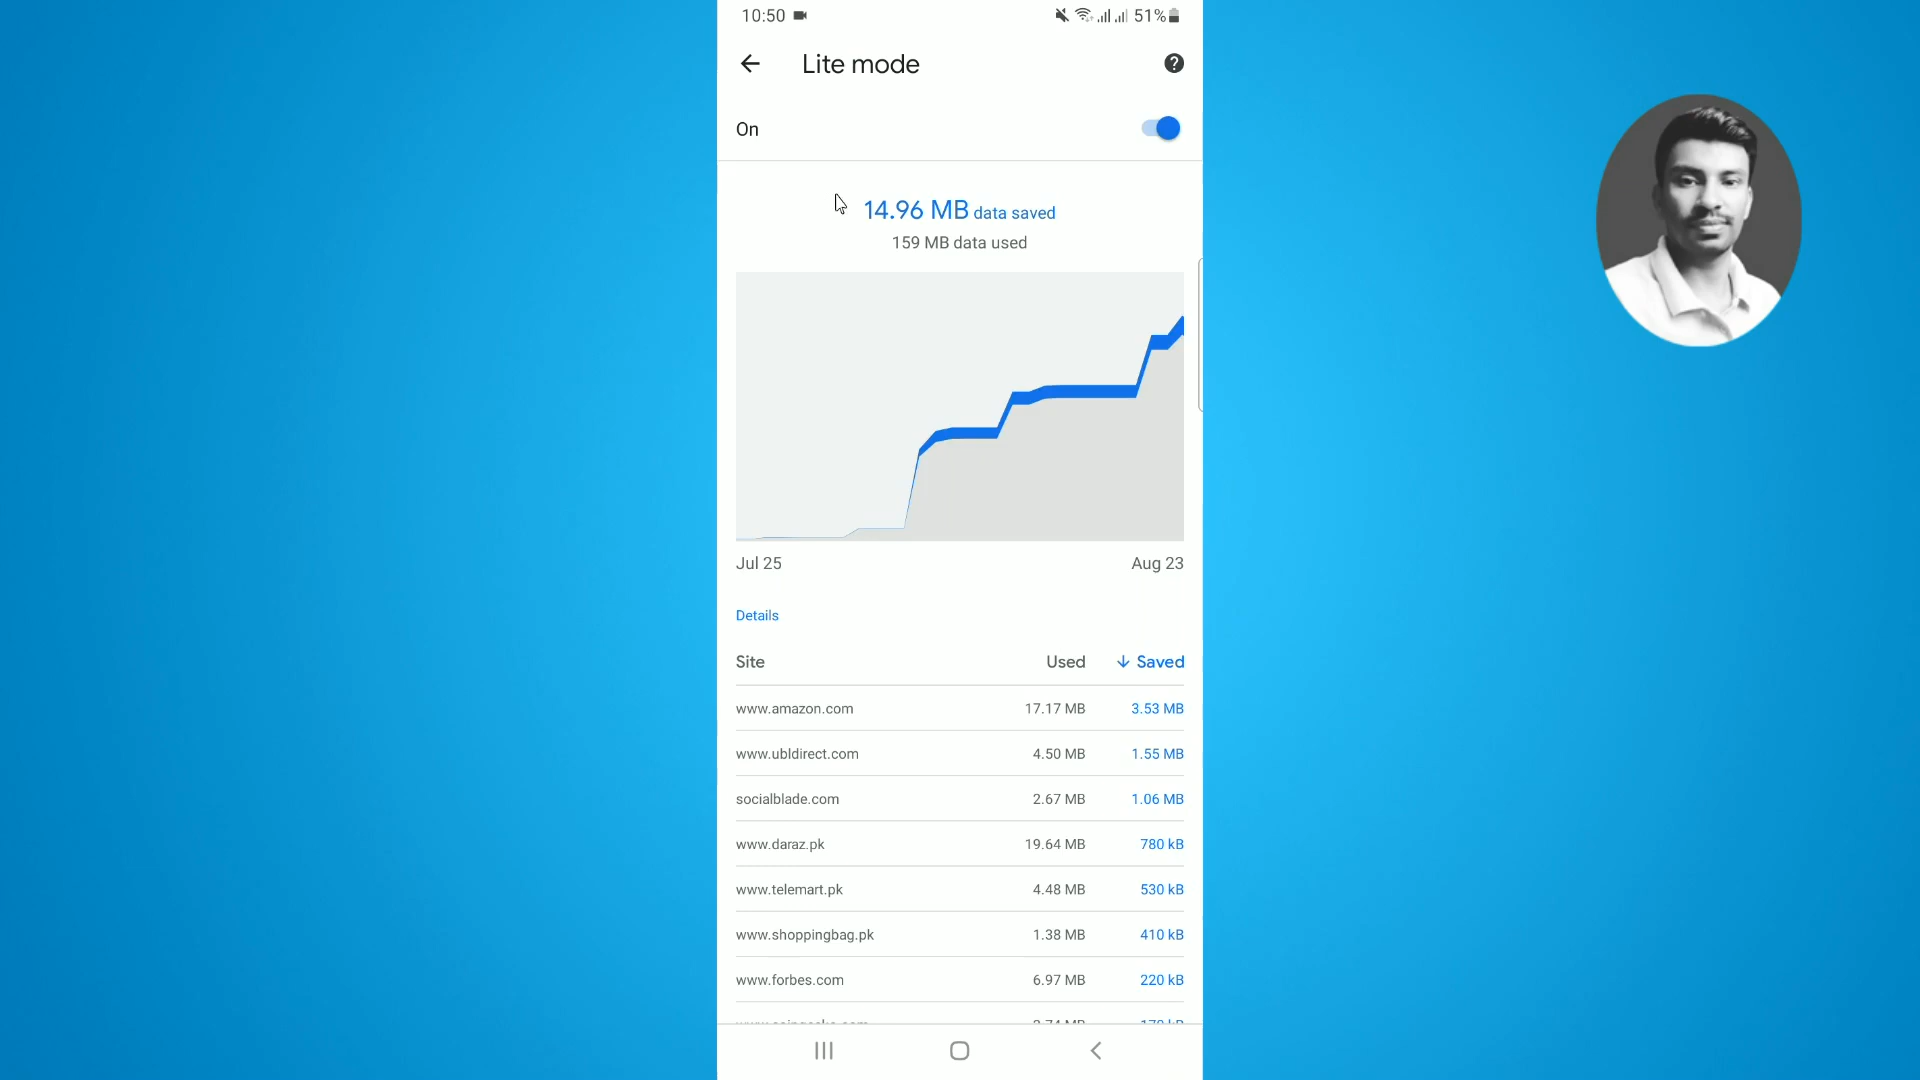 10:50 51%
Lite mode
On
14.96 MB data saved
159 MB data used
Jul 25 Aug 23
Details
Site Used Saved
www.amazon.com 17.17 MB 3.53 MB
www.ubldirect.com 4.50 MB 1.55 MB
socialblade.com 2.67 MB 1.06 MB
www.daraz.pk 19.64 MB 780 kB
www.telemart.pk 4.48 MB 530 kB
www.shoppingbag.pk 1.38 MB 410 kB
www.forbes.com 6.97 MB 220 kB